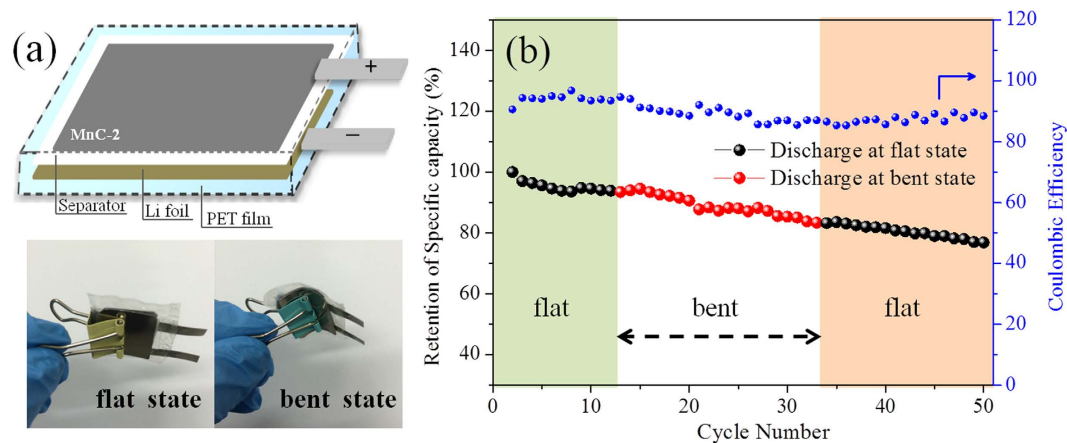 (a)
+
−
MnC-2
Separator
Li foil
PET film
flat state
bent state
(b)
Retention of Specific capacity (%)
140
120
100
80
60
40
Discharge at flat state
Discharge at bent state
flat
bent
flat
0
10
20
30
40
50
Cycle Number
120
100
80
60
40
20
0
Coulombic Efficiency